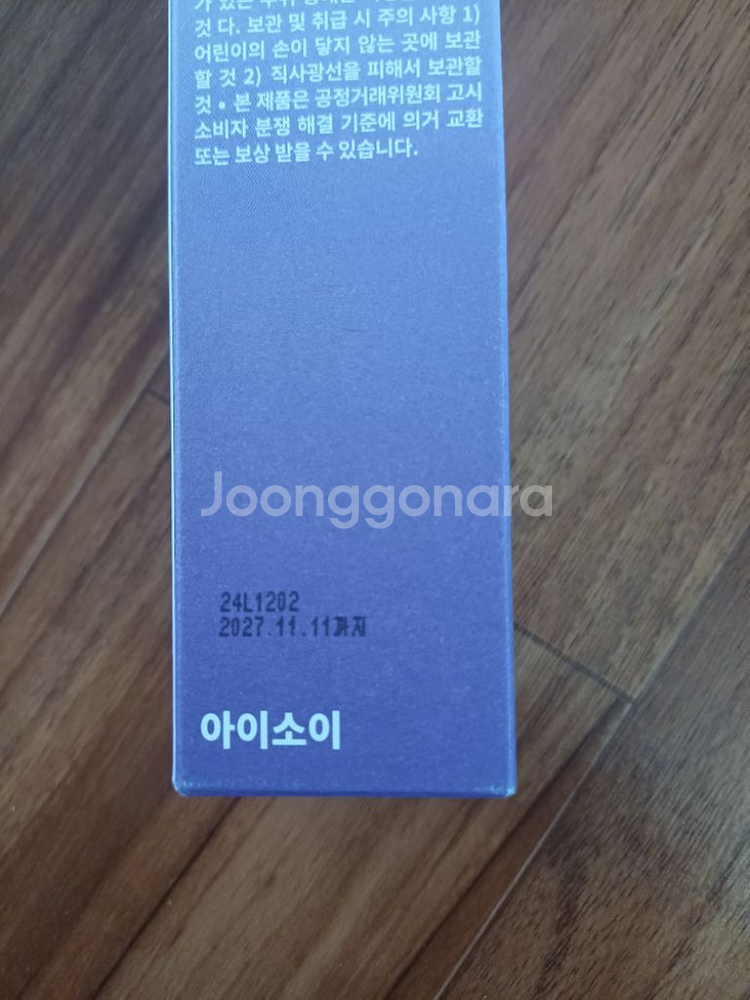 것 다. 보관 및 취급 시 주의 사항 1)
어린이의 손이 닿지 않는 곳에 보관
할 것 2) 직사광선을 피해서 보관할
것 • 본 제품은 공정거래위원회 고시
소비자 분쟁 해결 기준에 의거 교환
또는 보상 받을 수 있습니다.
Joonggonara
24L1202
2027.11.11까지
아이소이